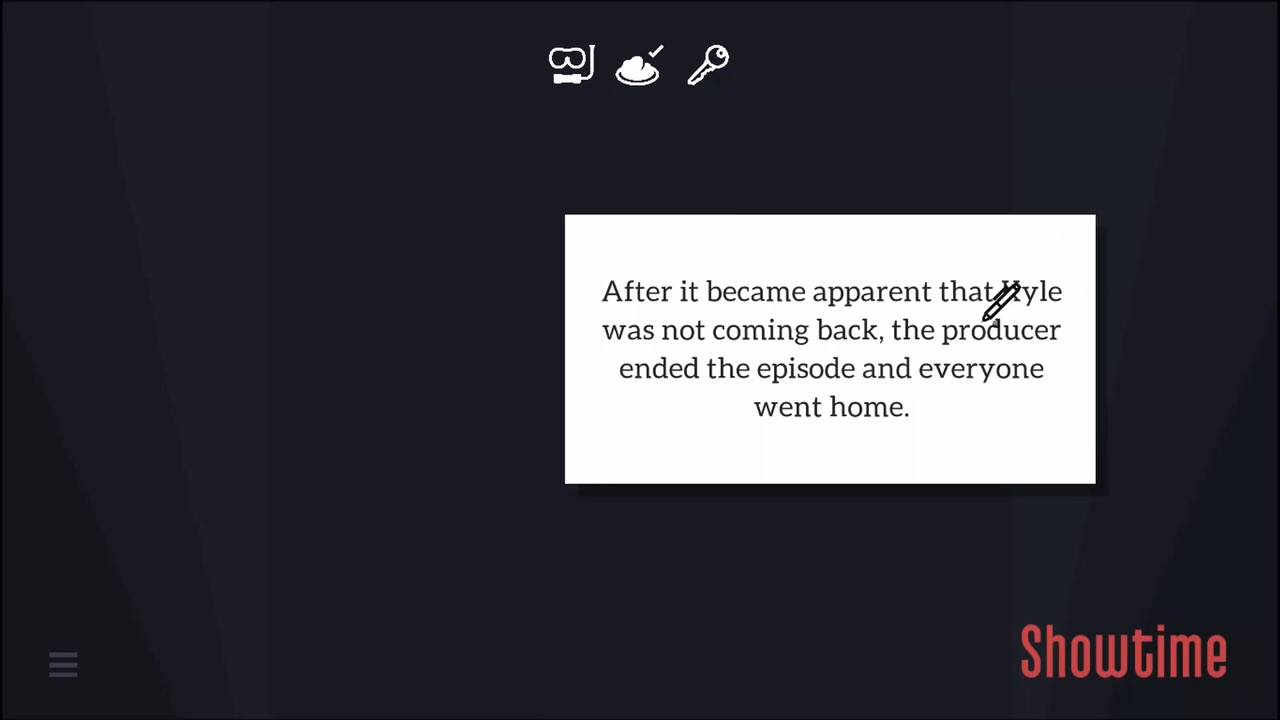 After it became apparent that Kyle
was not coming back, the producer
ended the episode and everyone
went home.
Showtime